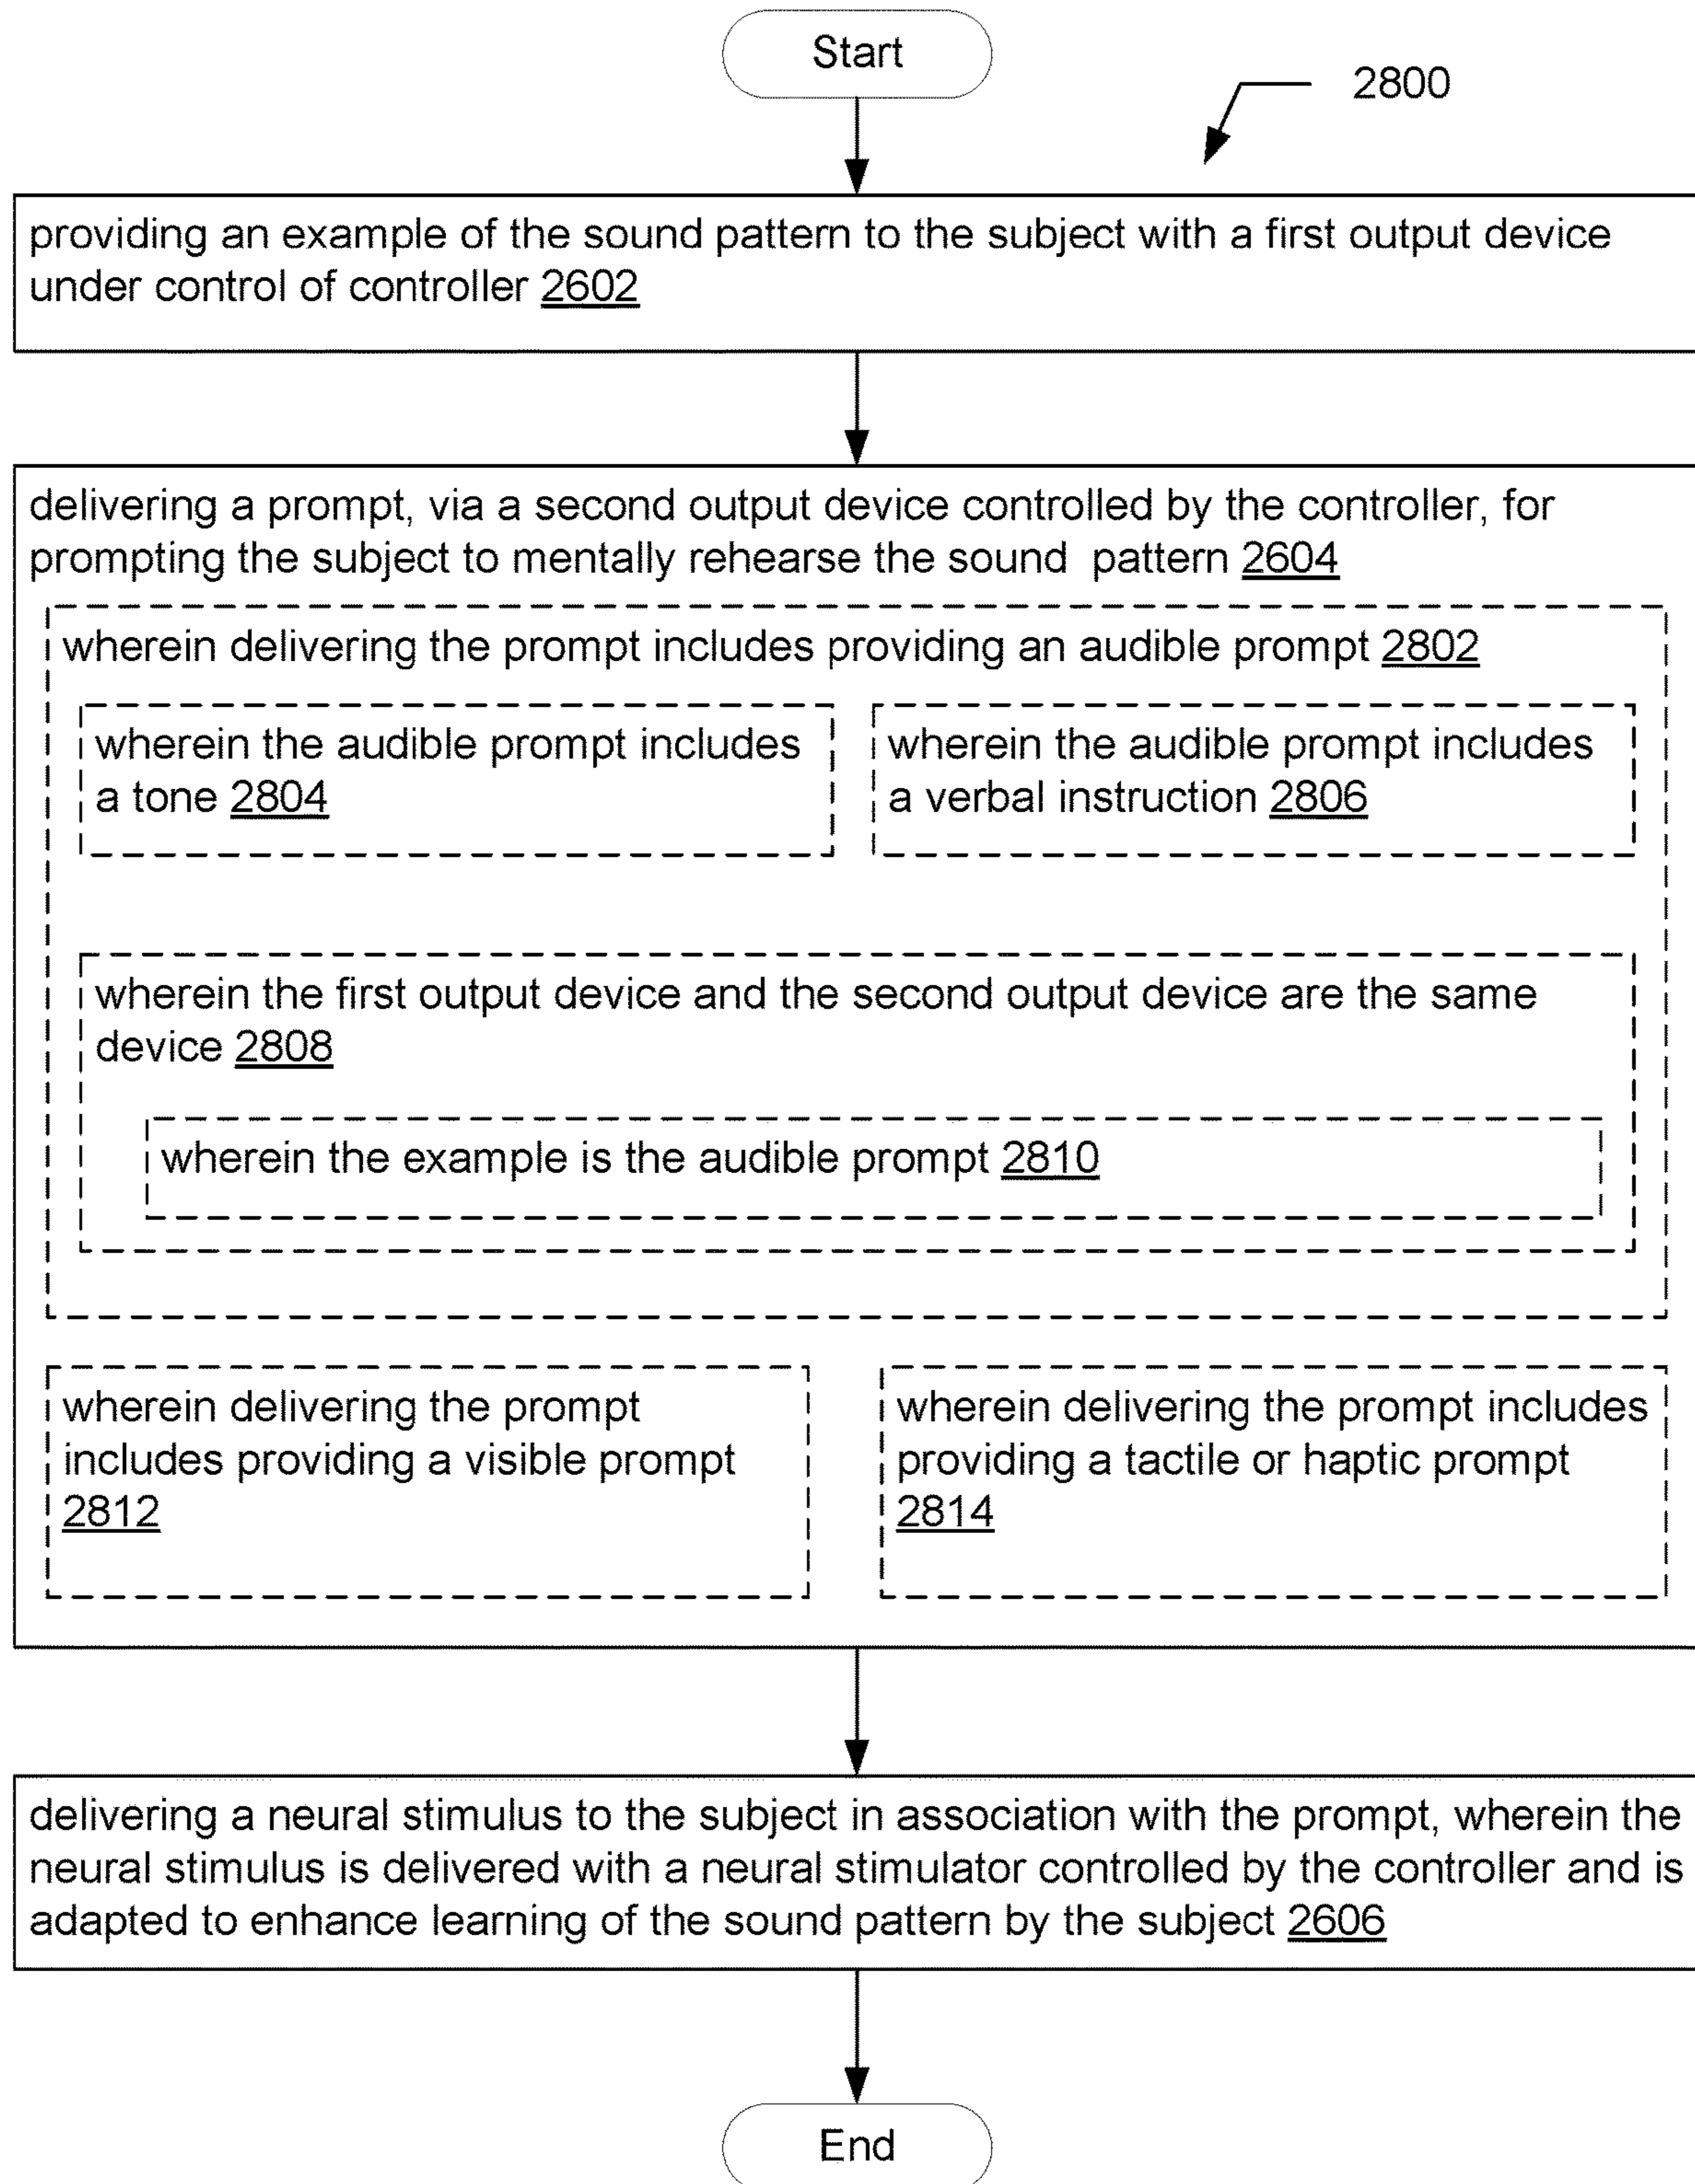 Start
2800
providing an example of the sound pattern to the subject with a first output device
under control of controller 2602
delivering a prompt, via a second output device controlled by the controller, for
prompting the subject to mentally rehearse the sound pattern 2604
wherein delivering the prompt includes providing an audible prompt 2802
wherein the audible prompt includes
a tone 2804
wherein the audible prompt includes
a verbal instruction 2806
wherein the first output device and the second output device are the same
device 2808
wherein the example is the audible prompt 2810
wherein delivering the prompt
includes providing a visible prompt
2812
wherein delivering the prompt includes
providing a tactile or haptic prompt
2814
delivering a neural stimulus to the subject in association with the prompt, wherein the
neural stimulus is delivered with a neural stimulator controlled by the controller and is
adapted to enhance learning of the sound pattern by the subject 2606
End